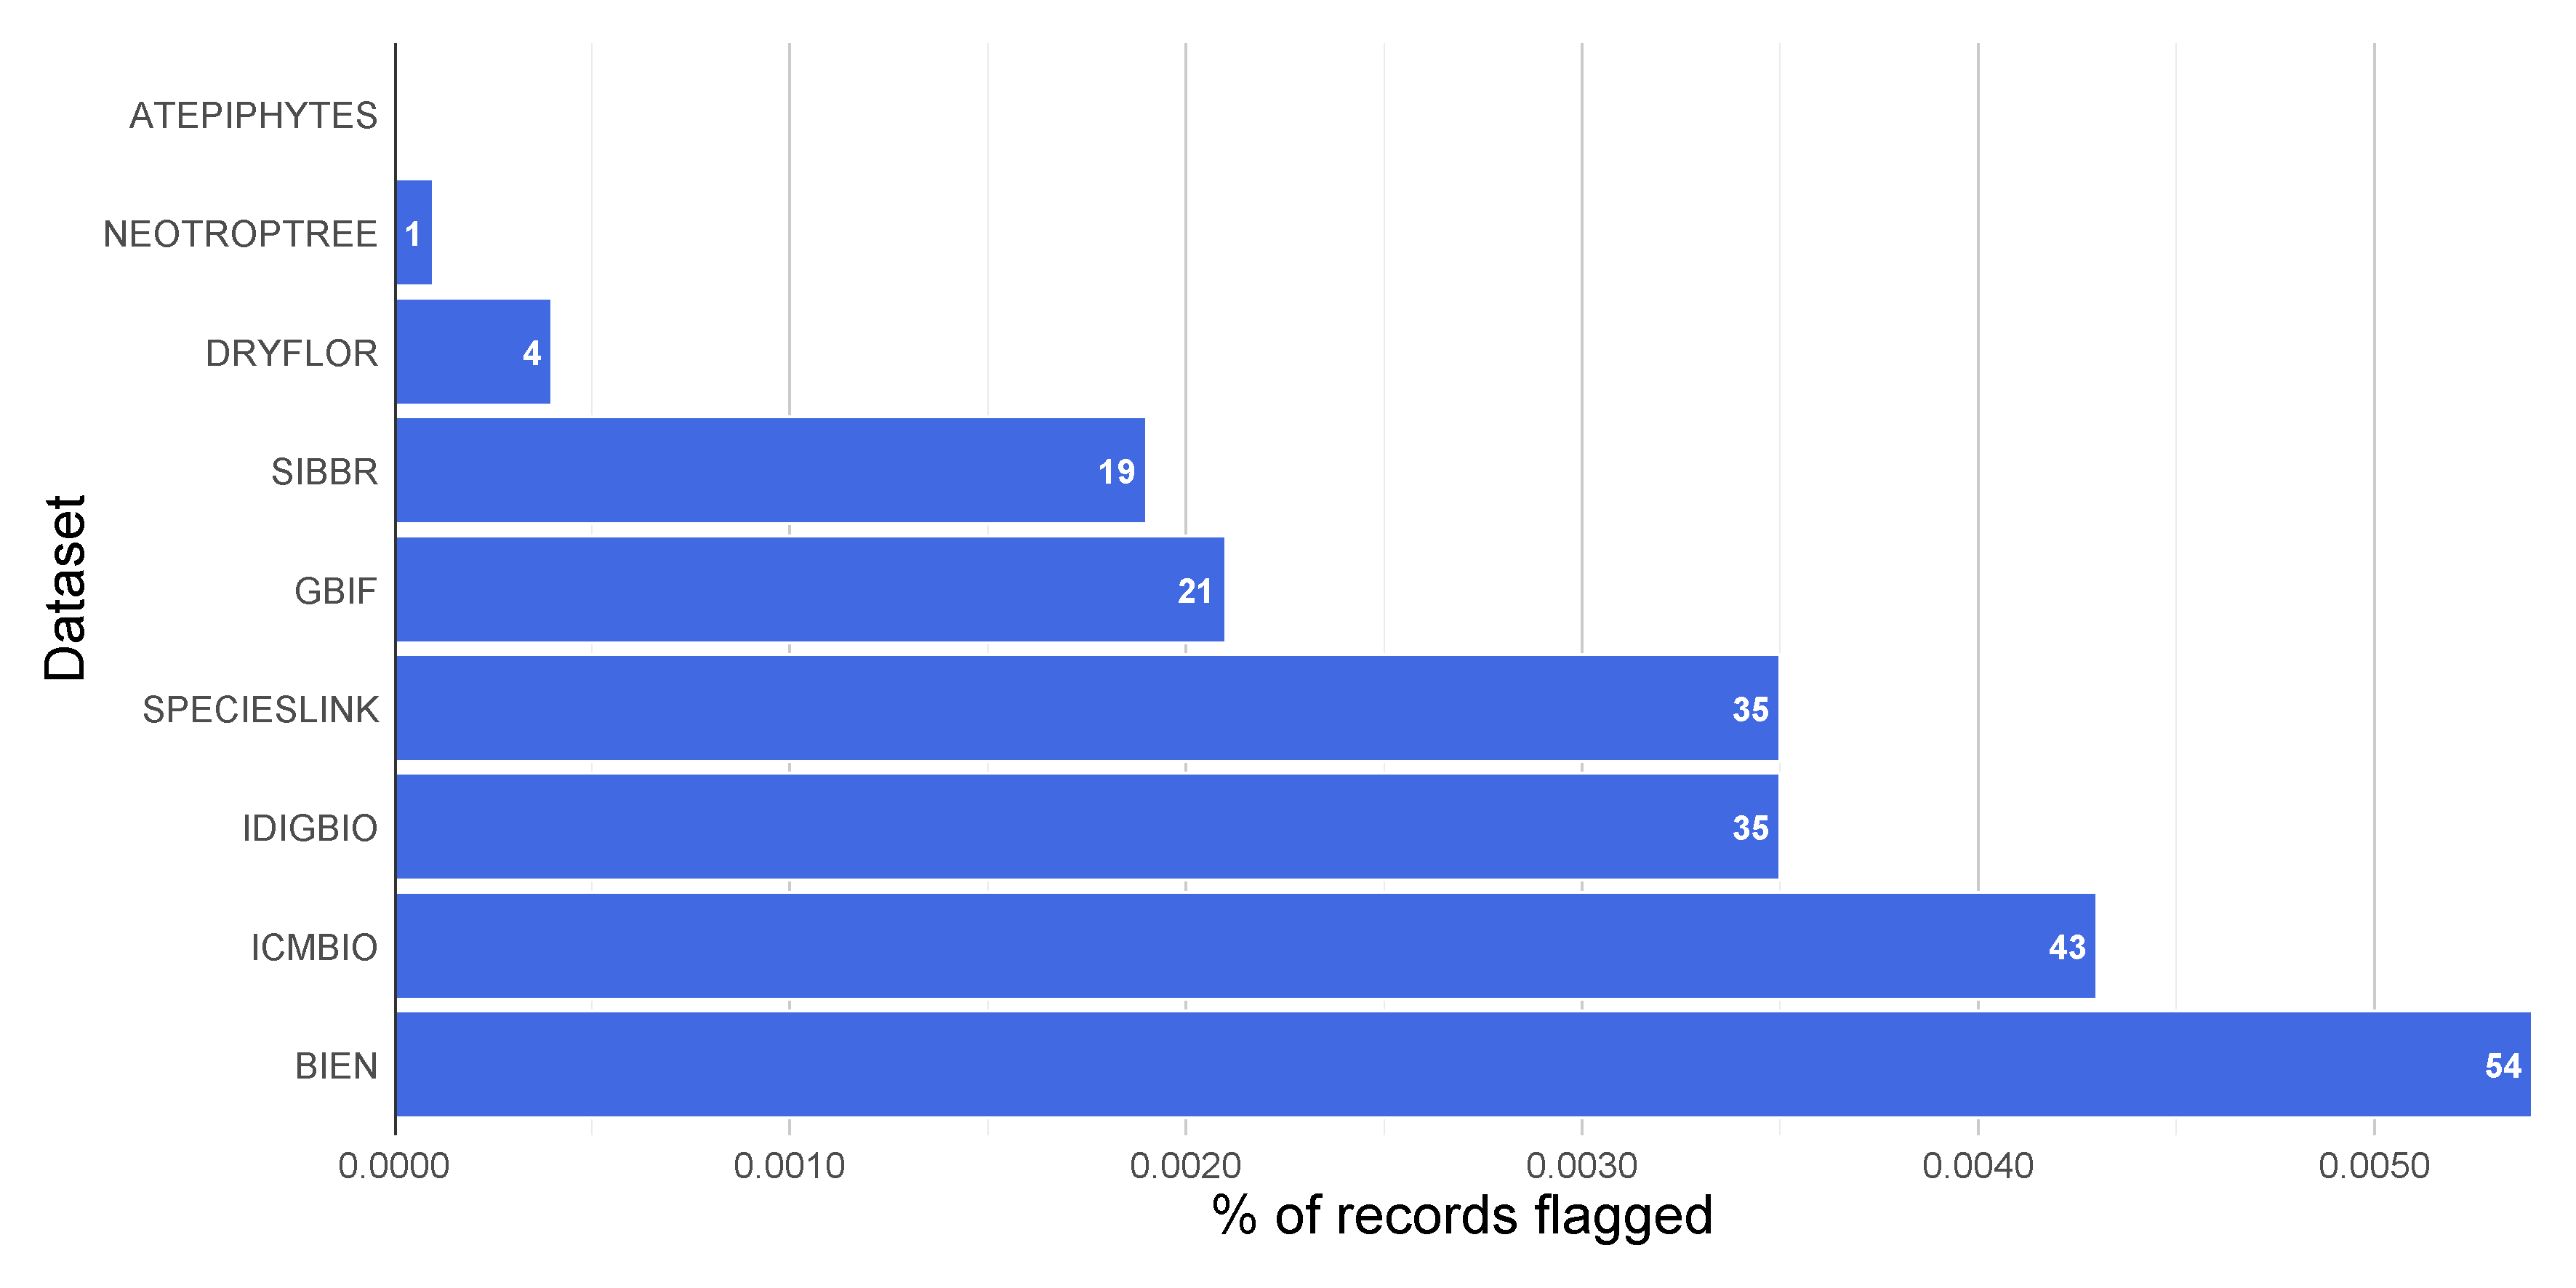 Dataset
ATEPIPHYTES
NEOTROPTREE 1
DRYFLOR 4
SIBBR 19
GBIF 21
SPECIESLINK 35
IDIGBIO 35
ICMBIO 43
BIEN 54
0.0000 0.0010 0.0020 0.0030 0.0040 0.0050
% of records flagged